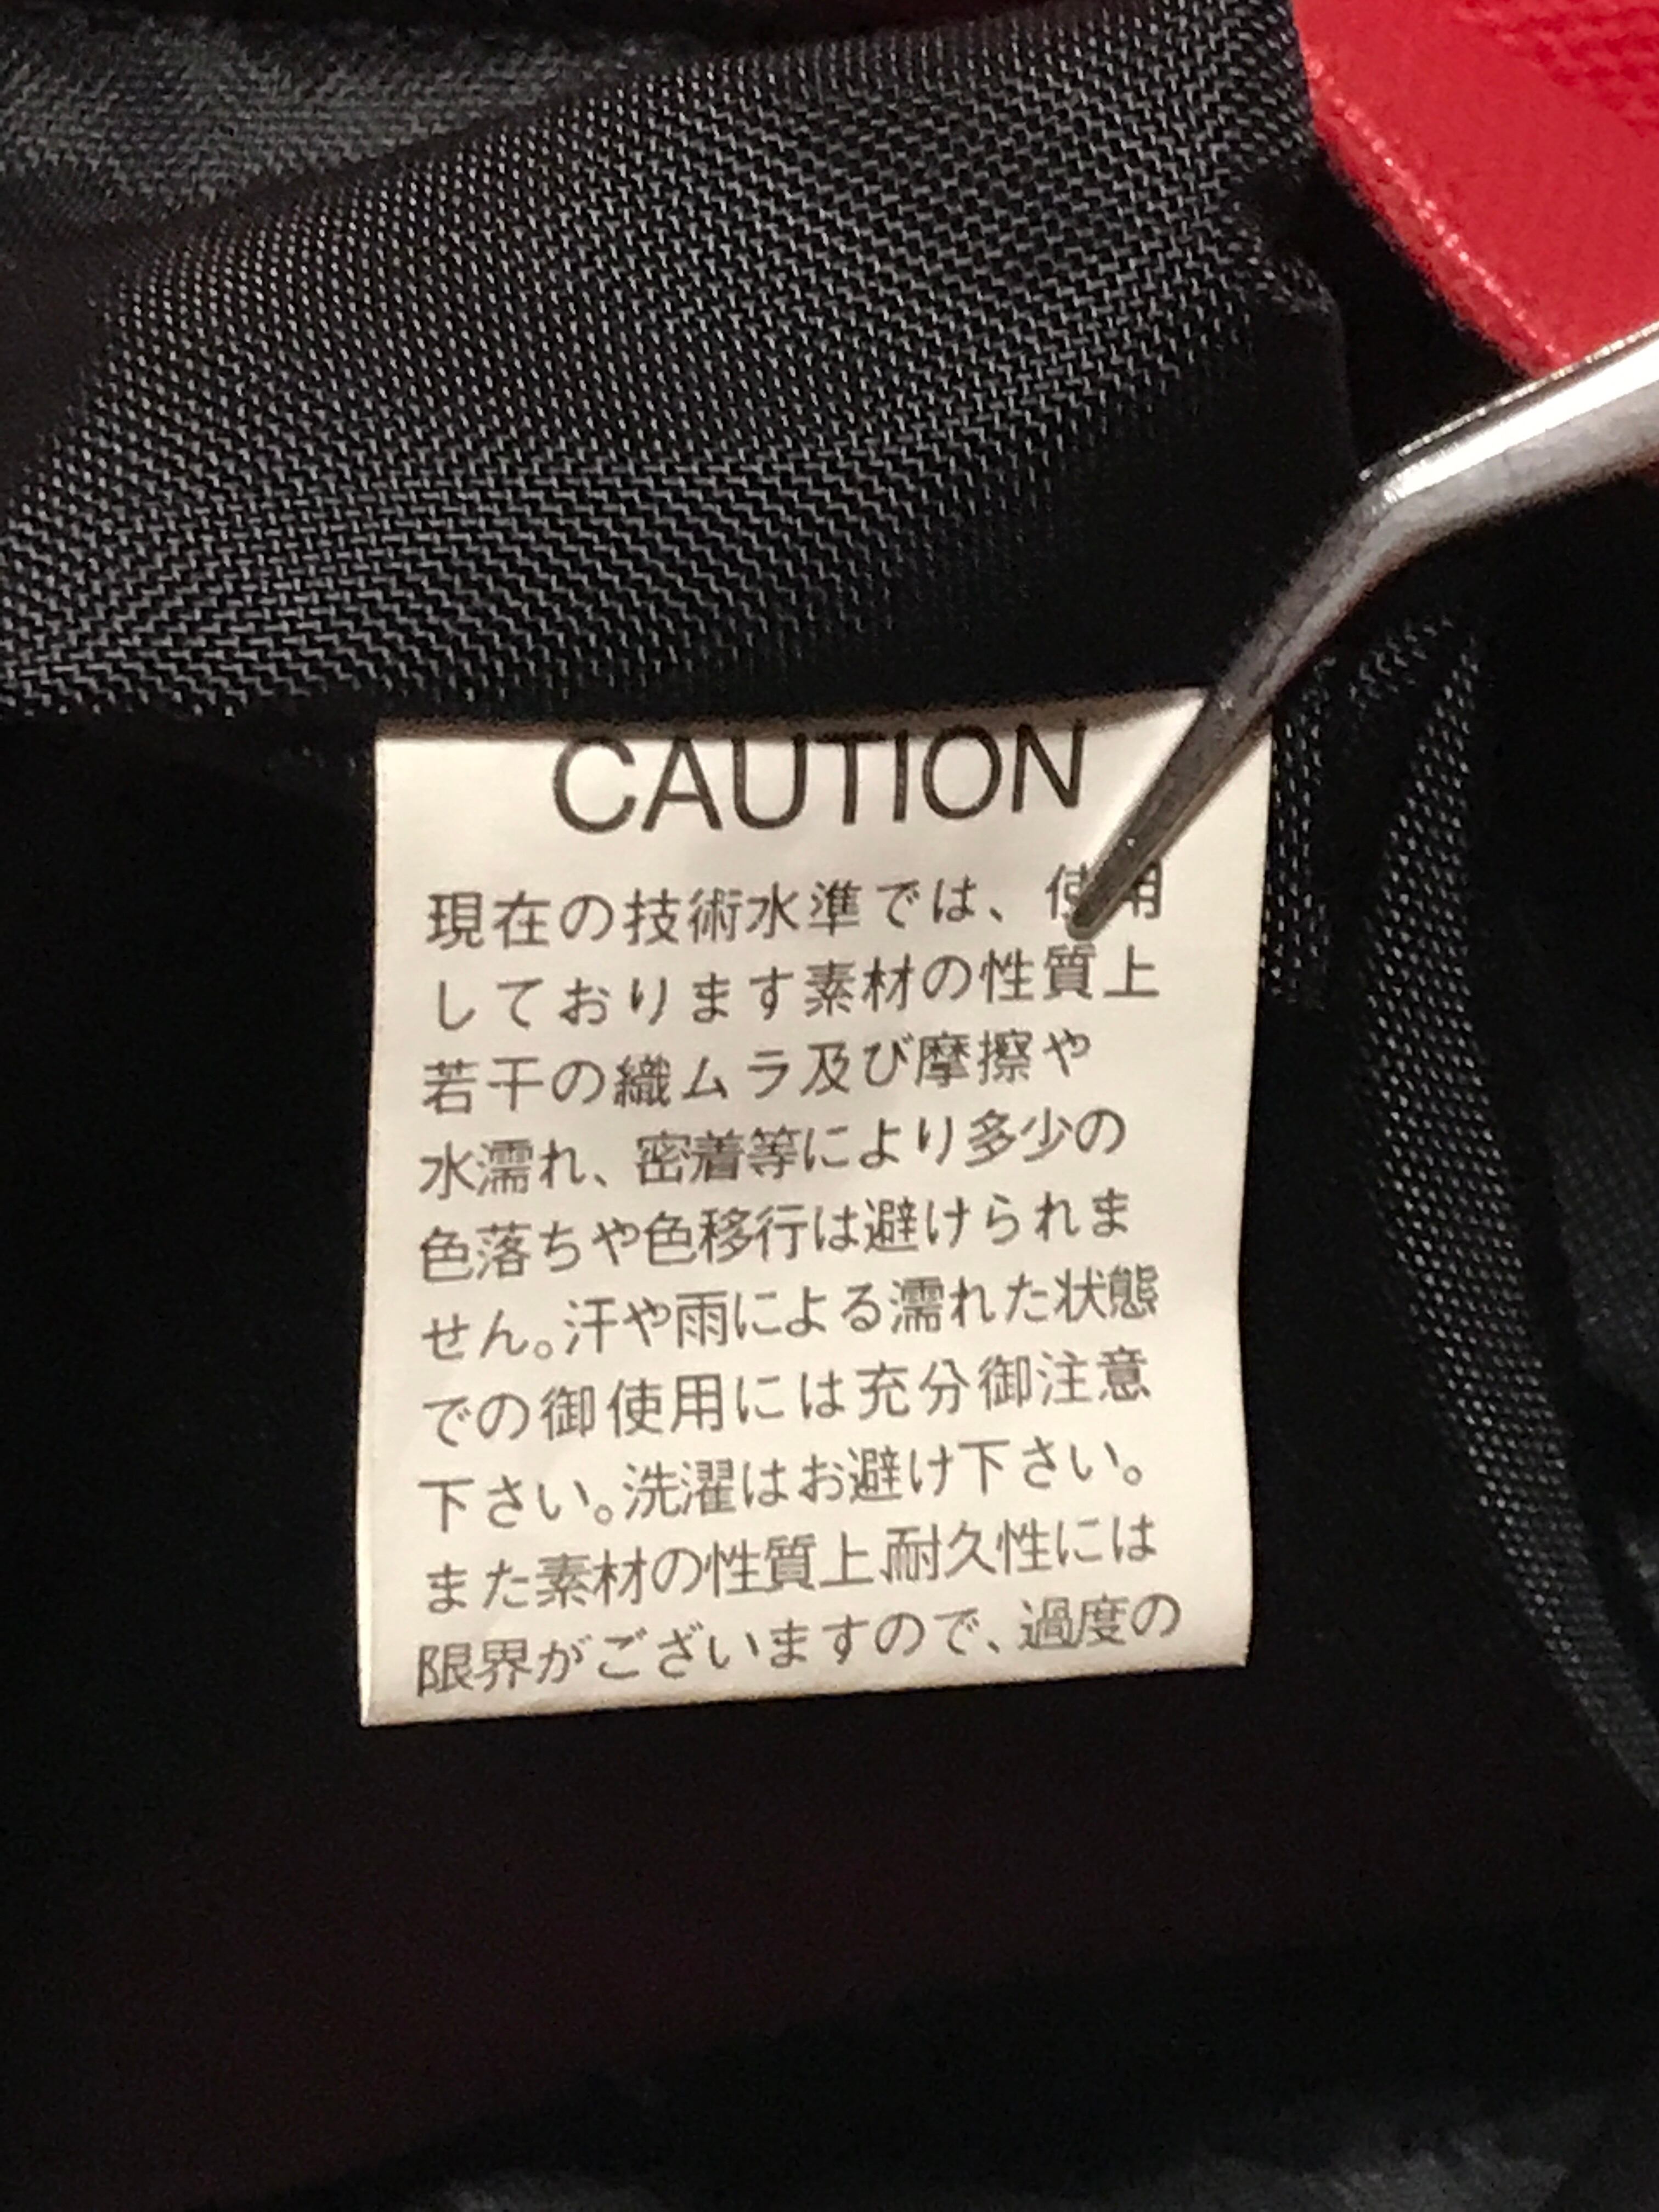 CAUTION
現在の技術水準では、使用
しております素材の性質上
若干の織ムラ及び摩擦や
水濡れ、密着等により多少の
色落ちや色移行は避けられま
せん。汗や雨による濡れた状態
での御使用には充分御注意
下さい。洗濯はお避け下さい。
また素材の性質上耐久性には
限界がございますので、過度の